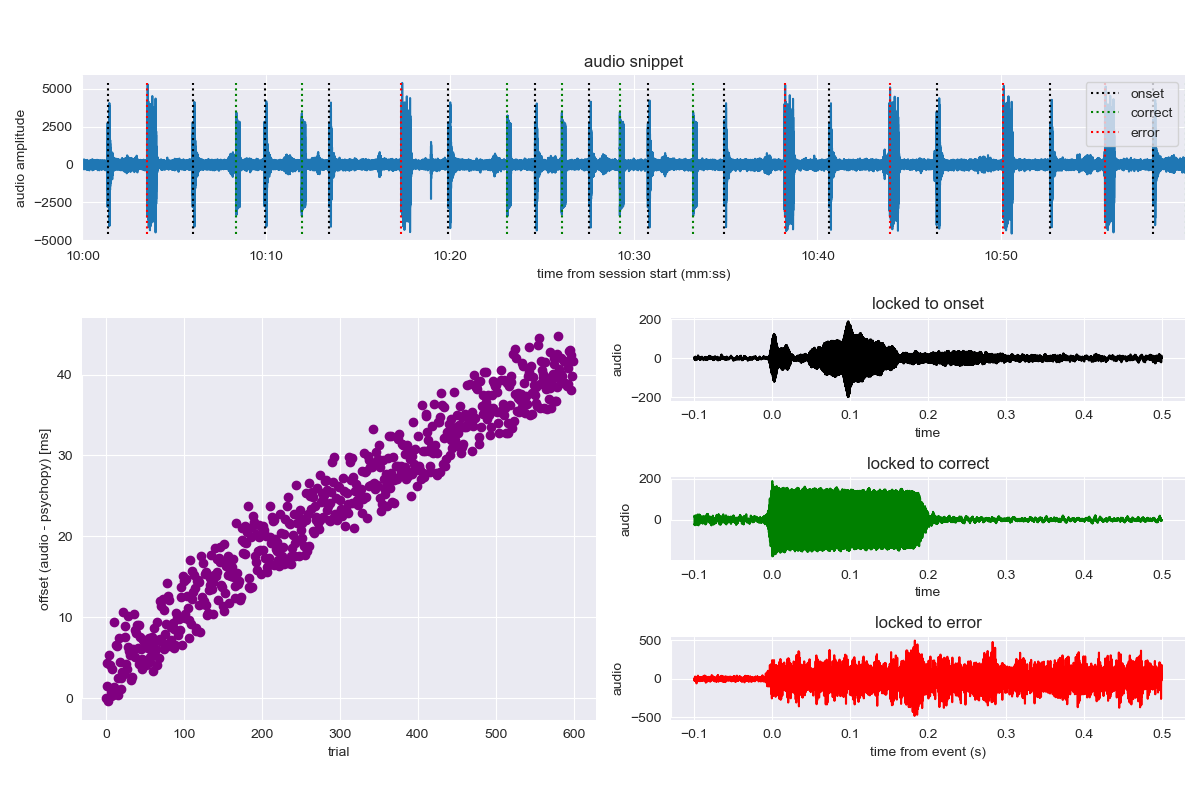 audio snippet
audio amplitude
5000
2500
0
−2500
−5000
onset
correct
error
10:00 10:10 10:20 10:30 10:40 10:50
time from session start (mm:ss)
offset (audio - psychopy) [ms]
40
30
20
10
0
0 100 200 300 400 500 600
trial
locked to onset
audio
200
0
−200
−0.1 0.0 0.1 0.2 0.3 0.4 0.5
time
locked to correct
audio
200
0
−0.1 0.0 0.1 0.2 0.3 0.4 0.5
time
locked to error
audio
500
0
−500
−0.1 0.0 0.1 0.2 0.3 0.4 0.5
time from event (s)